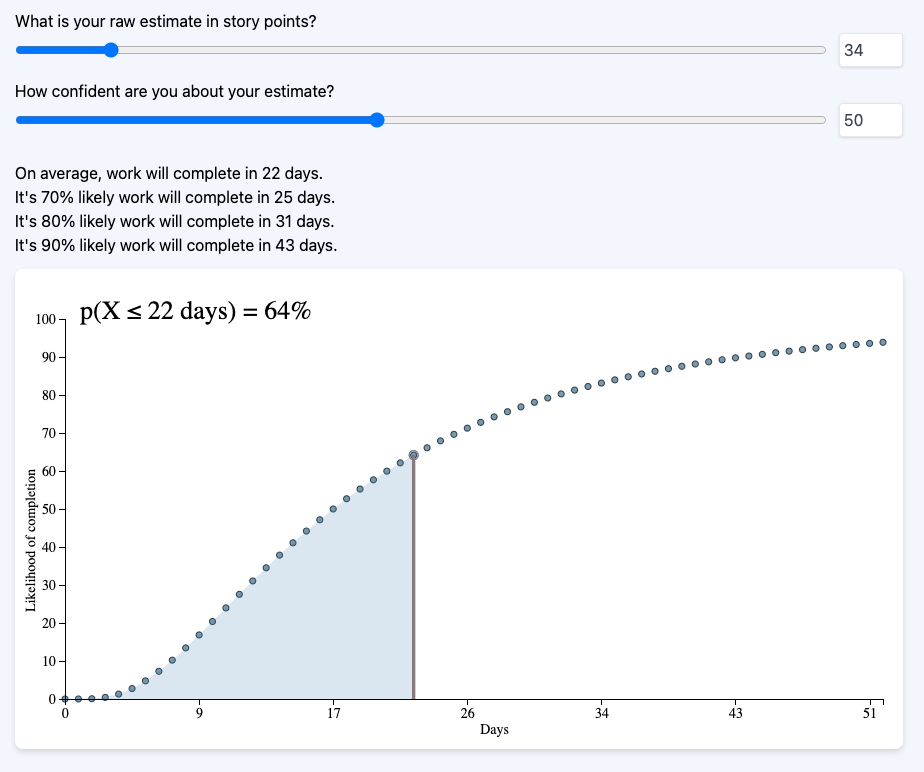 What is your raw estimate in story points?
34
How confident are you about your estimate?
50
On average, work will complete in 22 days.
It's 70% likely work will complete in 25 days.
It's 80% likely work will complete in 31 days.
It's 90% likely work will complete in 43 days.
p(X ≤ 22 days) = 64%
100
90
80
70
60
50
40
30
20
10
0
Likelihood of completion
0 9 17 26 34 43 51
Days